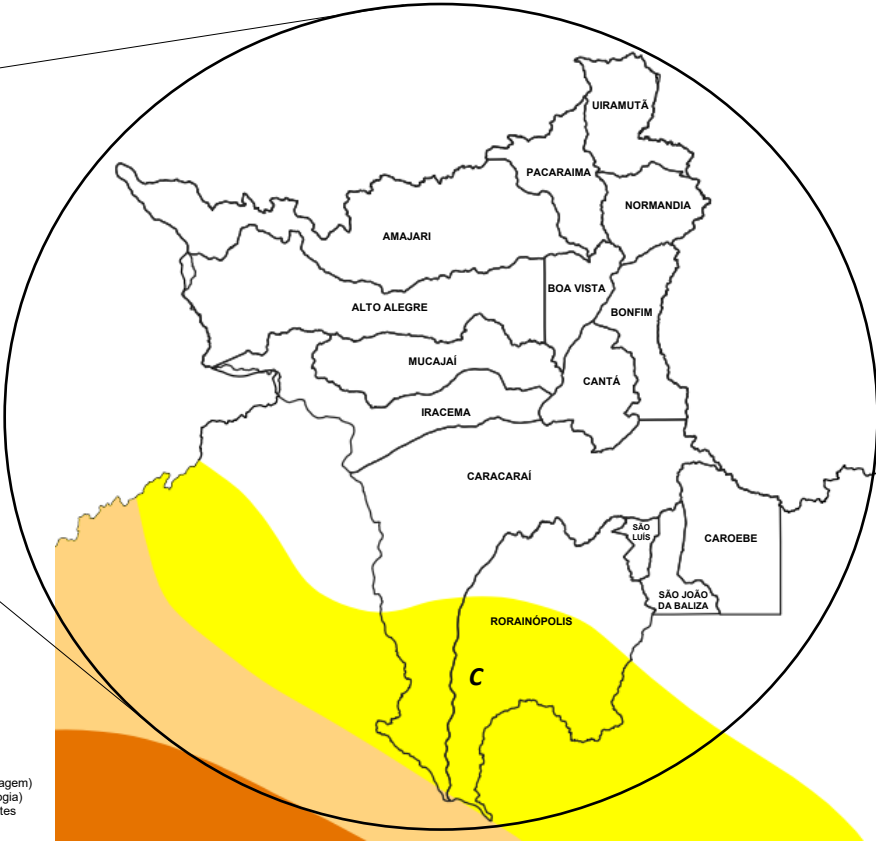 UIRAMUTÃ
PACARAIMA
NORMANDIA
AMAJARI
BOA VISTA
ALTO ALEGRE
BONFIM
MUCAJAÍ
CANTÁ
IRACEMA
CARACARAÍ
SÃO
LUÍS
CAROEBE
SÃO JOÃO
DA BALIZA
RORAINÓPOLIS
C
agem)
ogia)
tes